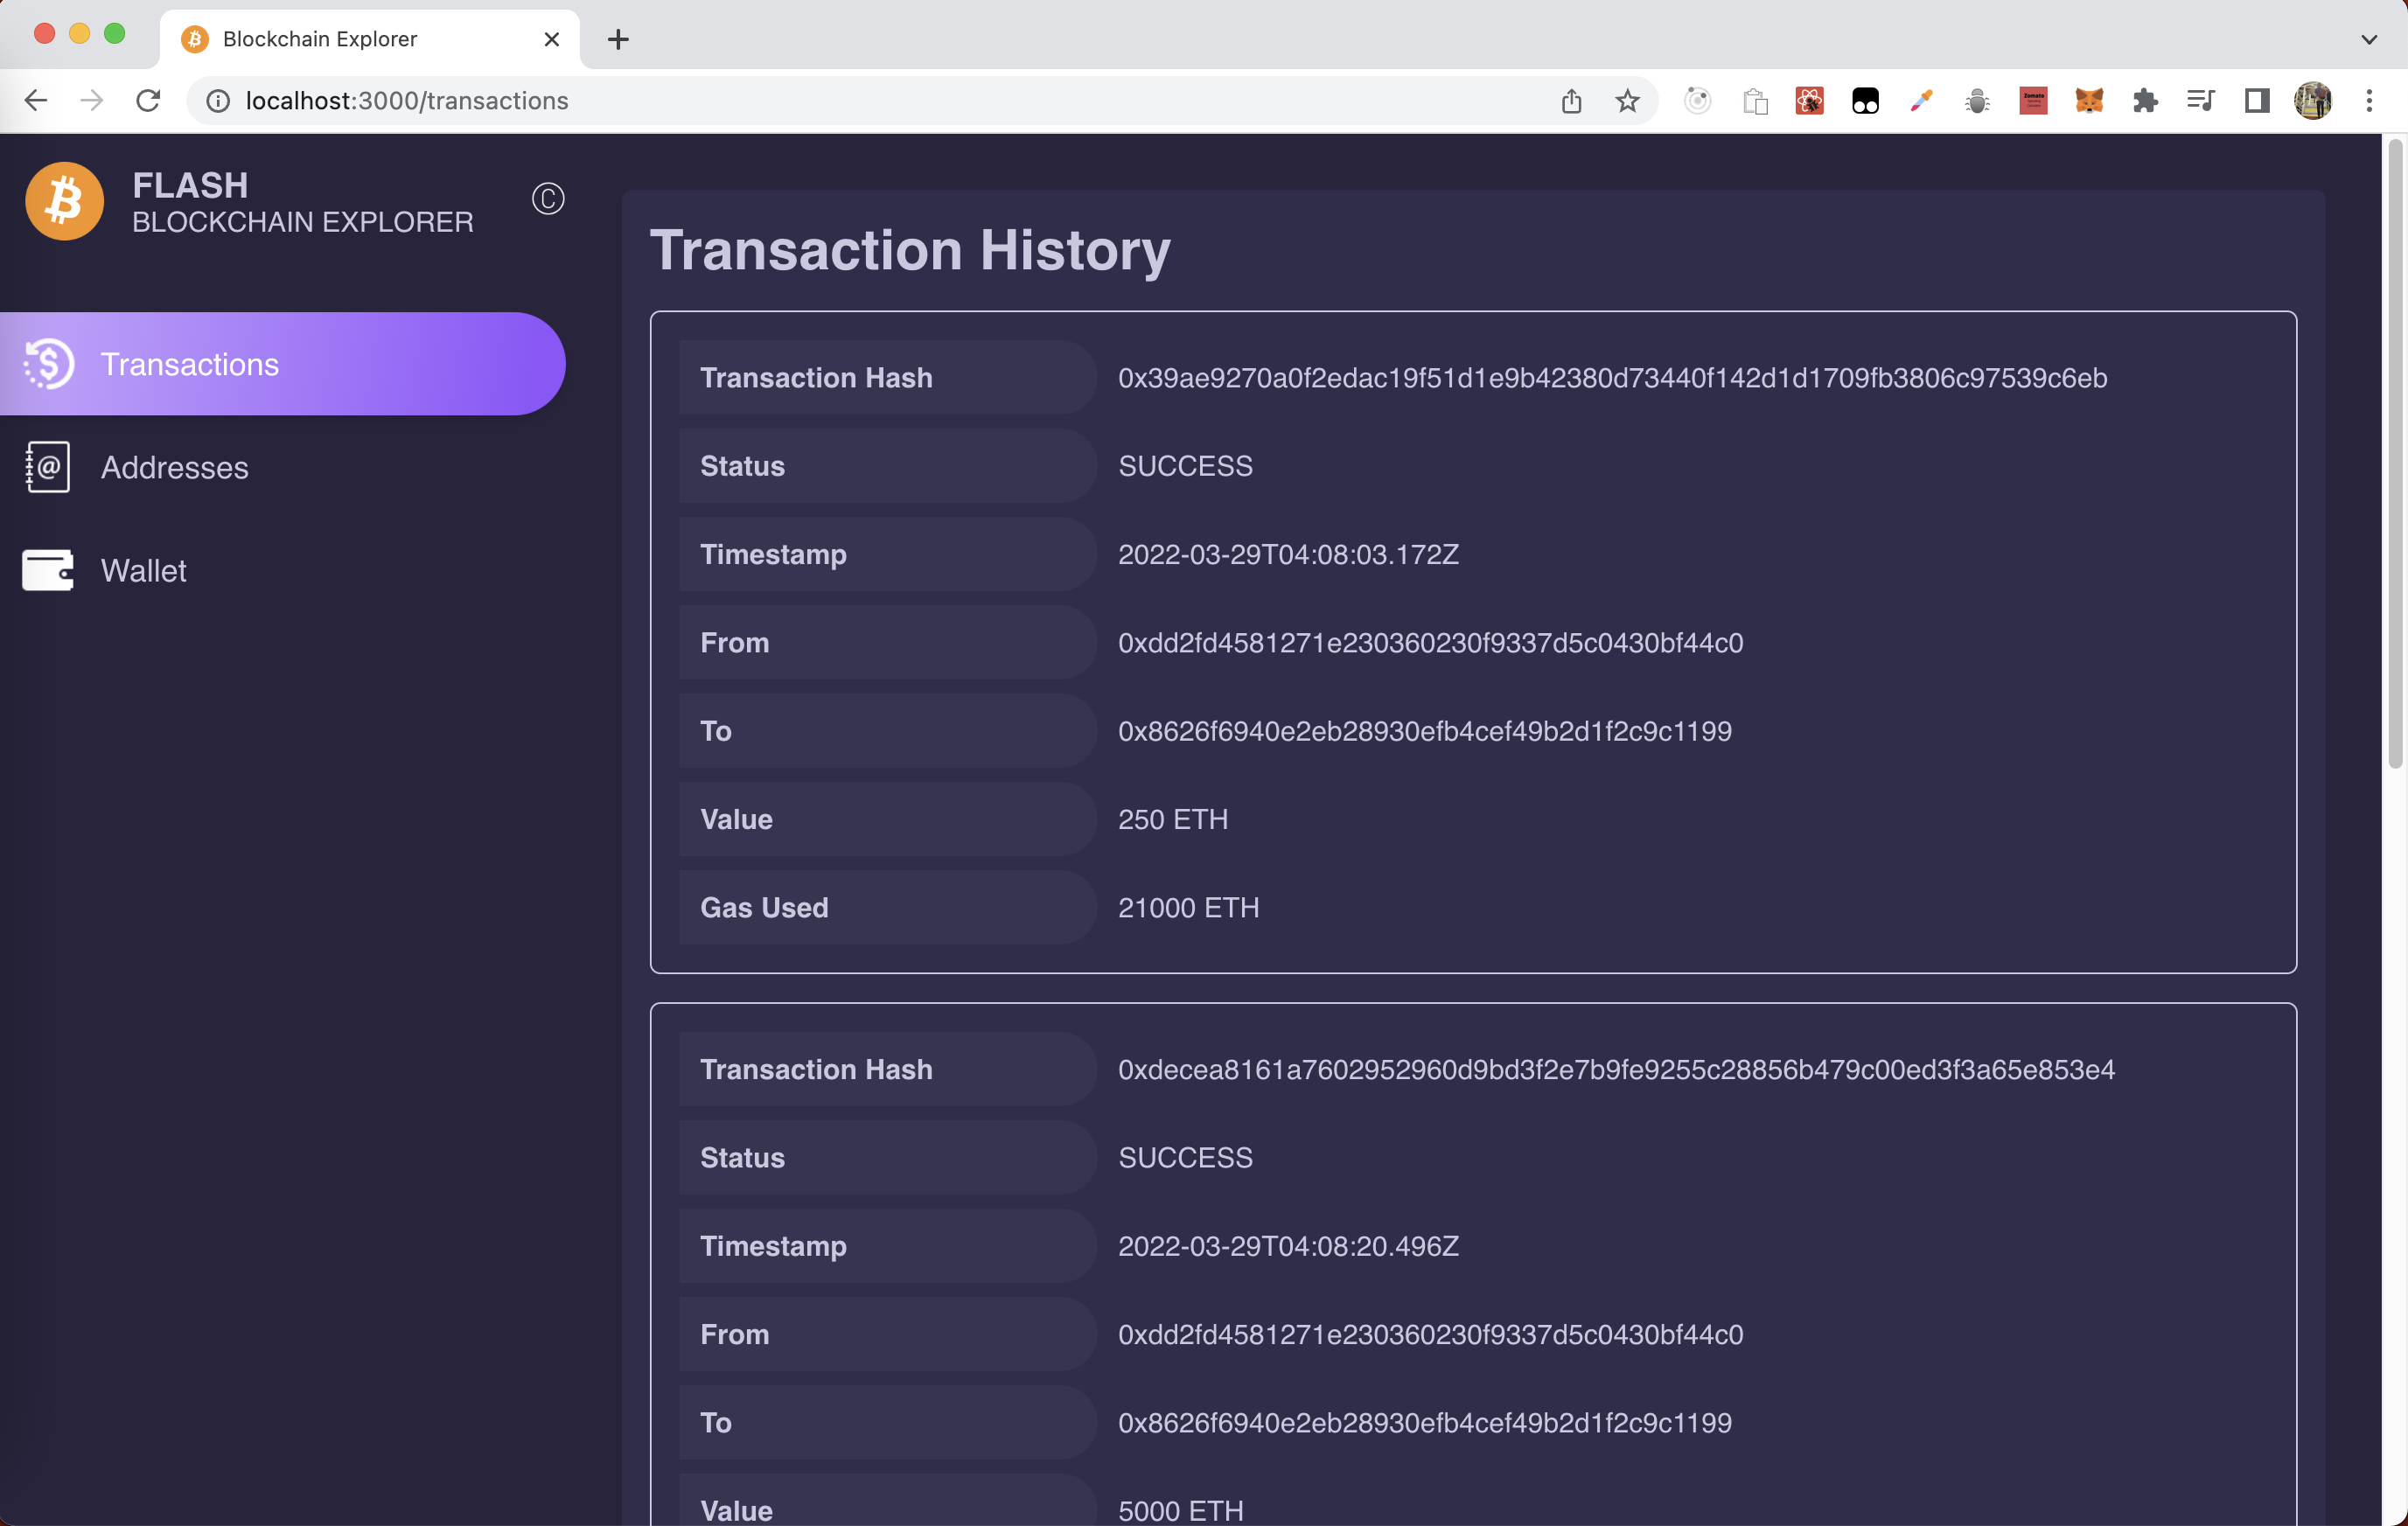 Blockchain Explorer
localhost:3000/transactions
FLASH
BLOCKCHAIN EXPLORER
Transactions
Addresses
Wallet
Transaction History
Transaction Hash 0x39ae9270a0f2edac19f51d1e9b42380d73440f142d1d1709fb3806c97539c6eb
Status SUCCESS
Timestamp 2022-03-29T04:08:03.172Z
From 0xdd2fd4581271e230360230f9337d5c0430bf44c0
To 0x8626f6940e2eb28930efb4cef49b2d1f2c9c1199
Value 250 ETH
Gas Used 21000 ETH
Transaction Hash 0xdecea8161a7602952960d9bd3f2e7b9fe9255c28856b479c00ed3f3a65e853e4
Status SUCCESS
Timestamp 2022-03-29T04:08:20.496Z
From 0xdd2fd4581271e230360230f9337d5c0430bf44c0
To 0x8626f6940e2eb28930efb4cef49b2d1f2c9c1199
Value 5000 ETH